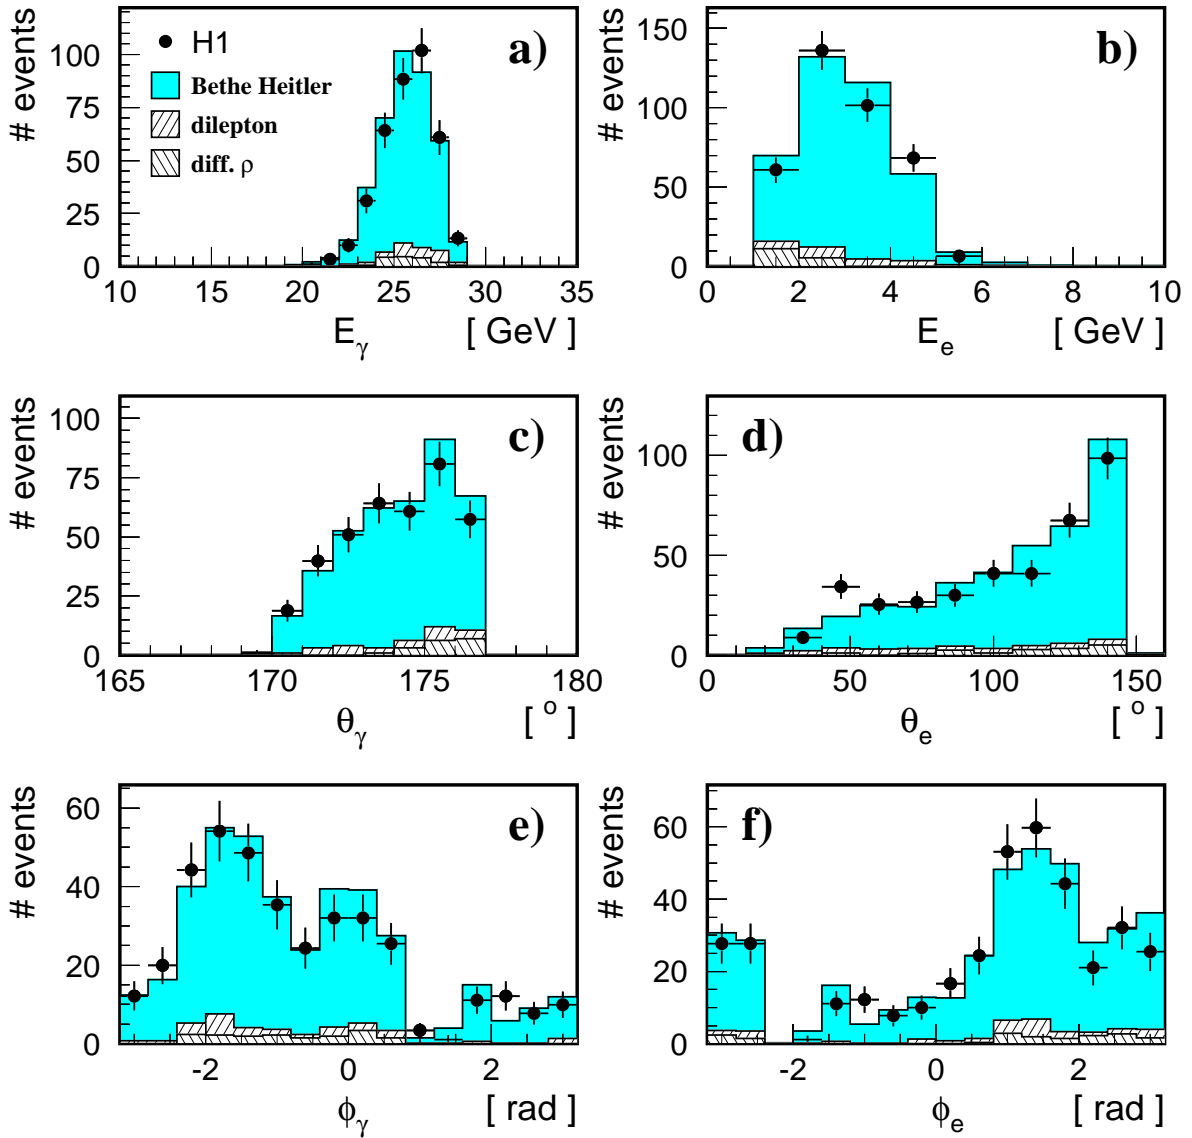 # events
100
75
50
25
0
H1
Bethe Heitler
dilepton
diff. ρ
a)
10 15 20 25 30 35
E_γ [ GeV ]
# events
150
100
50
0
b)
0 2 4 6 8 10
E_e [ GeV ]
# events
100
75
50
25
0
c)
165 170 175 180
θ_γ [ ° ]
# events
100
50
0
d)
0 50 100 150
θ_e [ ° ]
# events
60
40
20
0
e)
-2 0 2
ϕ_γ [ rad ]
# events
60
40
20
0
f)
-2 0 2
ϕ_e [ rad ]